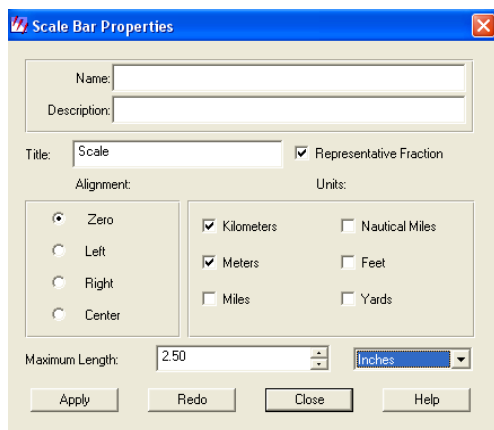 Scale Bar Properties
Name:
Description:
Title: Scale Representative Fraction
Alignment: Units:
Zero Kilometers Nautical Miles
Left Meters Feet
Right Miles Yards
Center
Maximum Length: 2.50 Inches
Apply Redo Close Help